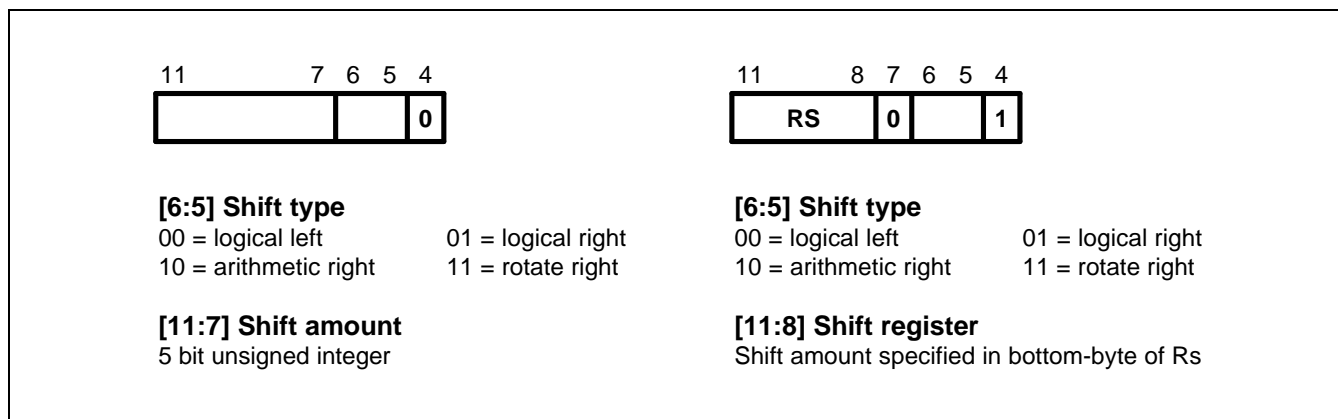 11 7 6 5 4
0
[6:5] Shift type
00 = logical left 01 = logical right
10 = arithmetic right 11 = rotate right
[11:7] Shift amount
5 bit unsigned integer
11 8 7 6 5 4
RS 0 1
[6:5] Shift type
00 = logical left 01 = logical right
10 = arithmetic right 11 = rotate right
[11:8] Shift register
Shift amount specified in bottom-byte of Rs